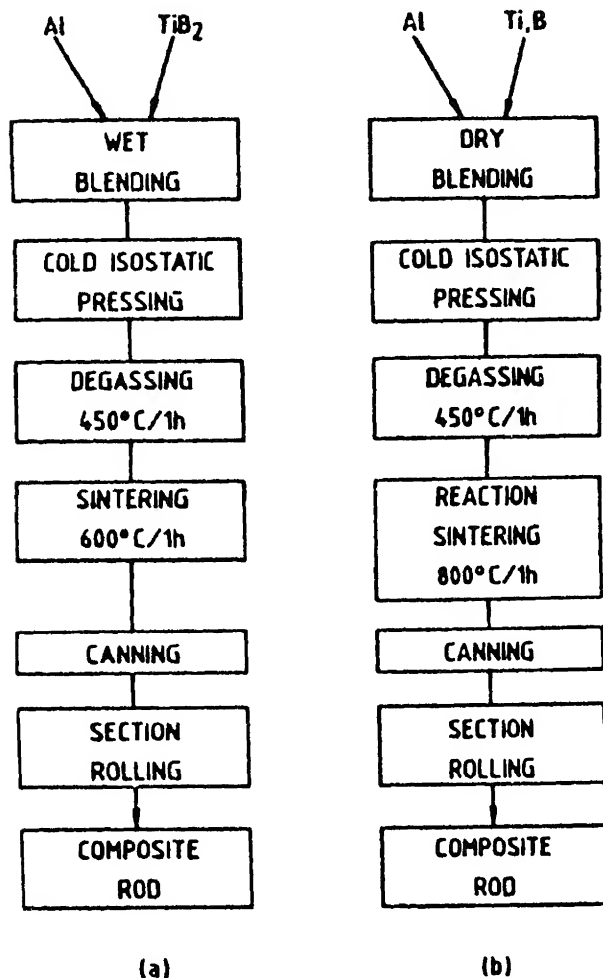 Al TiB2
WET
BLENDING
COLD ISOSTATIC
PRESSING
DEGASSING
450°C/1h
SINTERING
600°C/1h
CANNING
SECTION
ROLLING
COMPOSITE
ROD
(a)
Al Ti,B
DRY
BLENDING
COLD ISOSTATIC
PRESSING
DEGASSING
450°C/1h
REACTION
SINTERING
800°C/1h
CANNING
SECTION
ROLLING
COMPOSITE
ROD
(b)